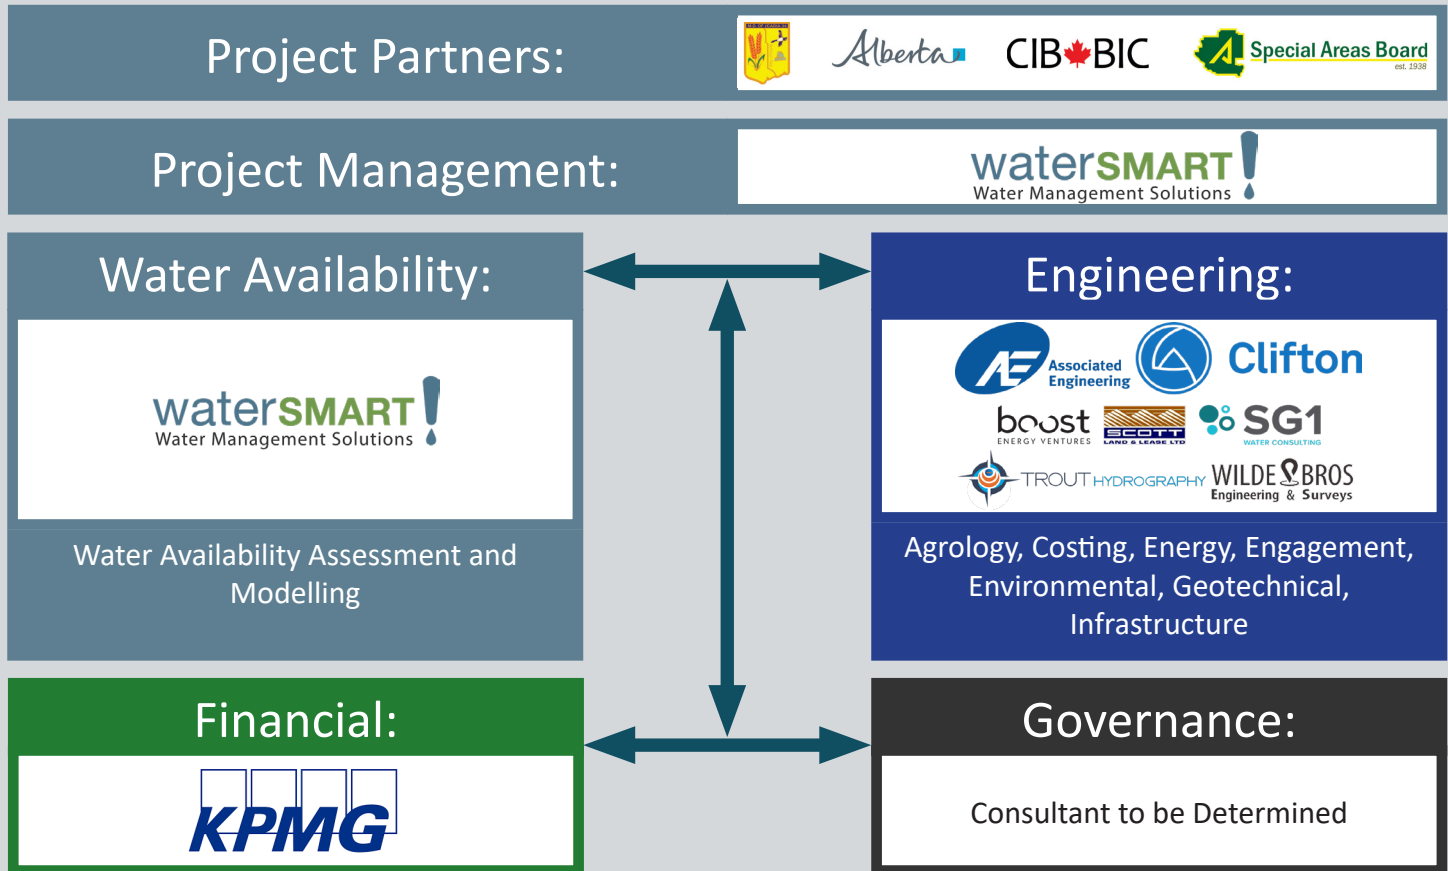 Project Partners:
Alberta
CIB BIC
Special Areas Board
est. 1938
Project Management:
waterSMART!
Water Management Solutions
Water Availability:
waterSMART!
Water Management Solutions
Water Availability Assessment and
Modelling
Engineering:
AE Associated
Engineering
Clifton
boost
ENERGY VENTURES
SCOTT
LAND & LEASE LTD
SG1
WATER CONSULTING
TROUT HYDROGRAPHY
WILDE BROS
Engineering & Surveys
Agrology, Costing, Energy, Engagement,
Environmental, Geotechnical,
Infrastructure
Financial:
KPMG
Governance:
Consultant to be Determined